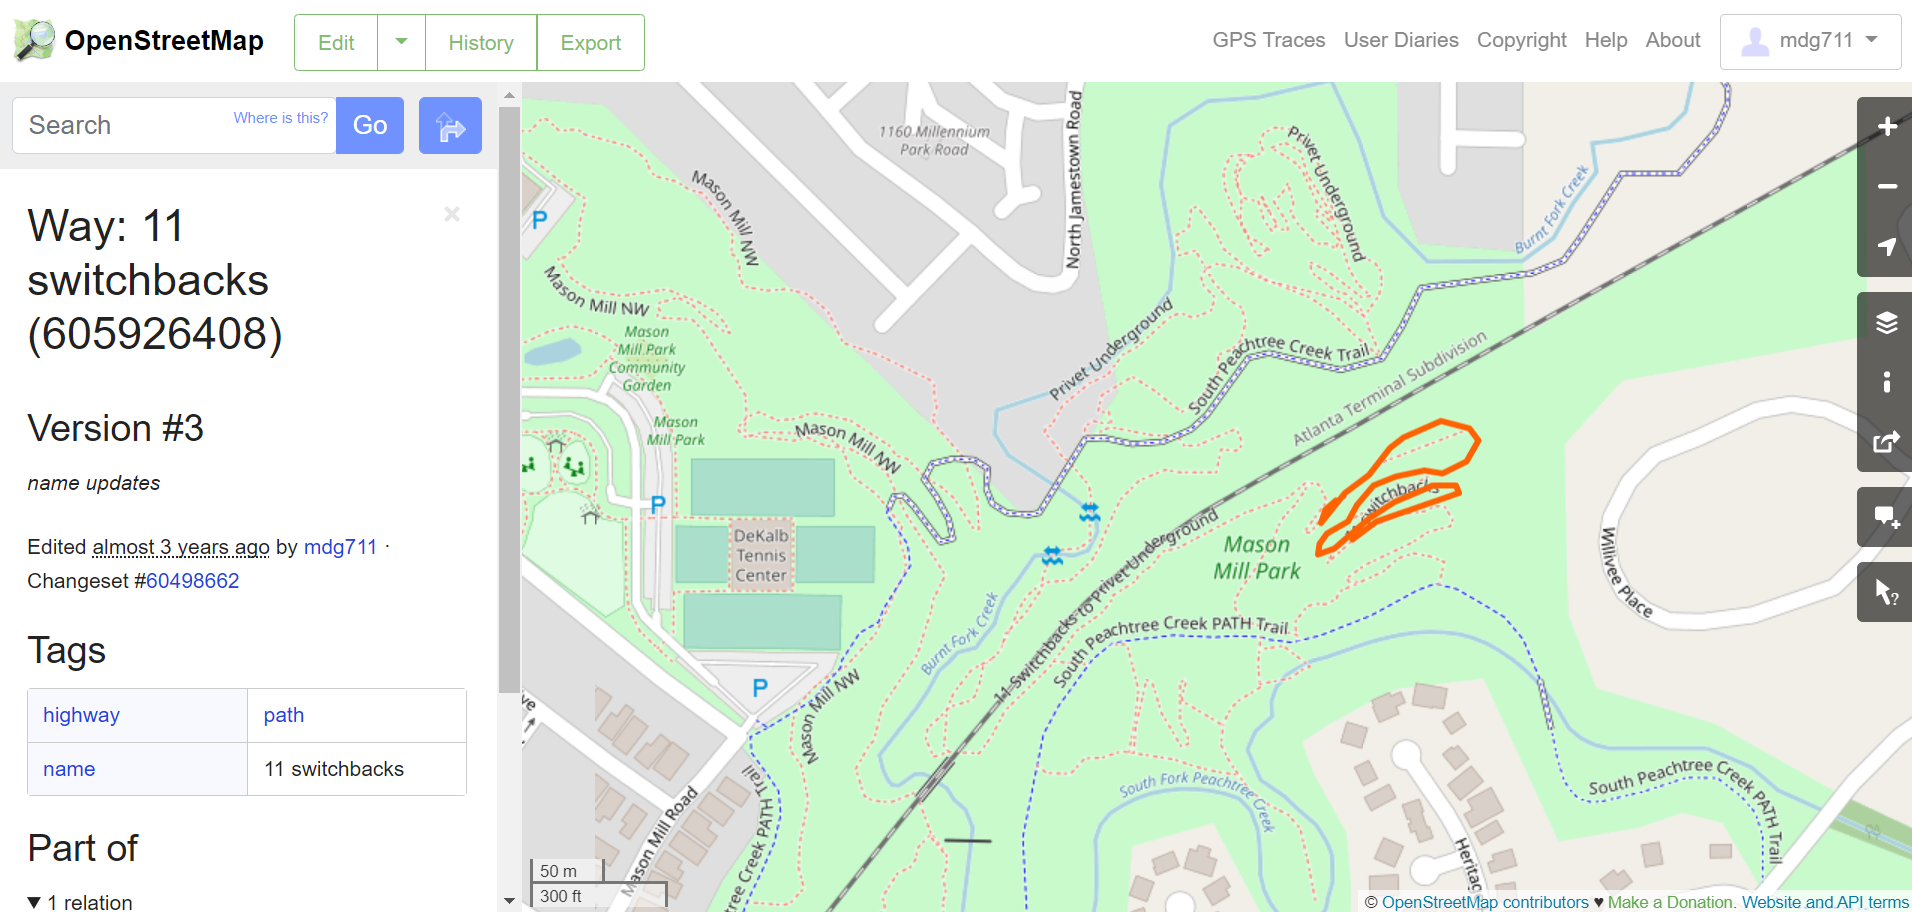 OpenStreetMap
Edit
History
Export
GPS Traces
User Diaries
Copyright
Help
About
mdg711
Search
Where is this?
Go
Way: 11
switchbacks
(605926408)
×
Version #3
name updates
Edited almost 3 years ago by mdg711 ·
Changeset #60498662
Tags
highway
path
name
11 switchbacks
Part of
▼ 1 relation
1160 Millennium
Park Road
North Jamestown Road
Privet Underground
Burnt Fork Creek
Mason Mill NW
P
Mason Mill NW
Mason
Mill Park
Community
Garden
Privet Underground
South Peachtree Creek Trail
Atlanta Terminal Subdivision
Mason
Mill Park
Mason Mill NW
P
DeKalb
Tennis
Center
Mason
Mill Park
Willivee Place
11 Switchbacks to Privet Underground
South Peachtree Creek PATH Trail
Burnt Fork Creek
P
Mason Mill NW
Mason Mill Road
tree Creek PATH Trail
South Fork Peachtree Creek
South Peachtree Creek PATH Trail
Heritag
50 m
300 ft
© OpenStreetMap contributors ♥ Make a Donation. Website and API terms